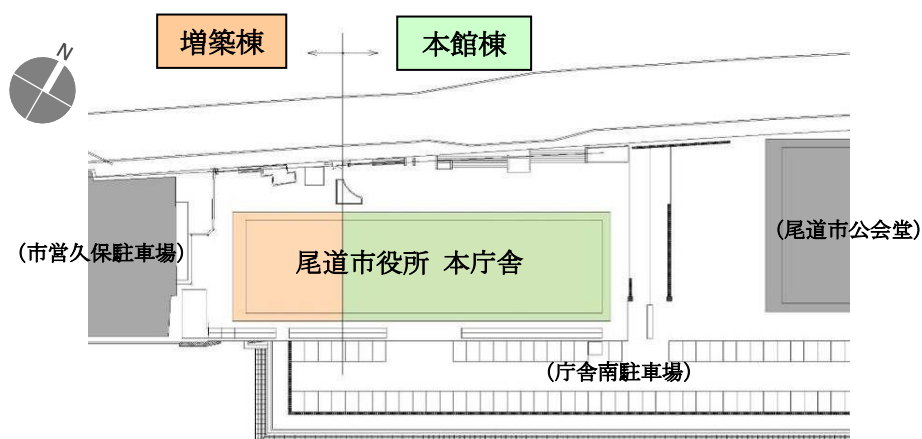 増築棟
本館棟
N
(市営久保駐車場)
尾道市役所 本庁舎
(尾道市公会堂)
(庁舎南駐車場)